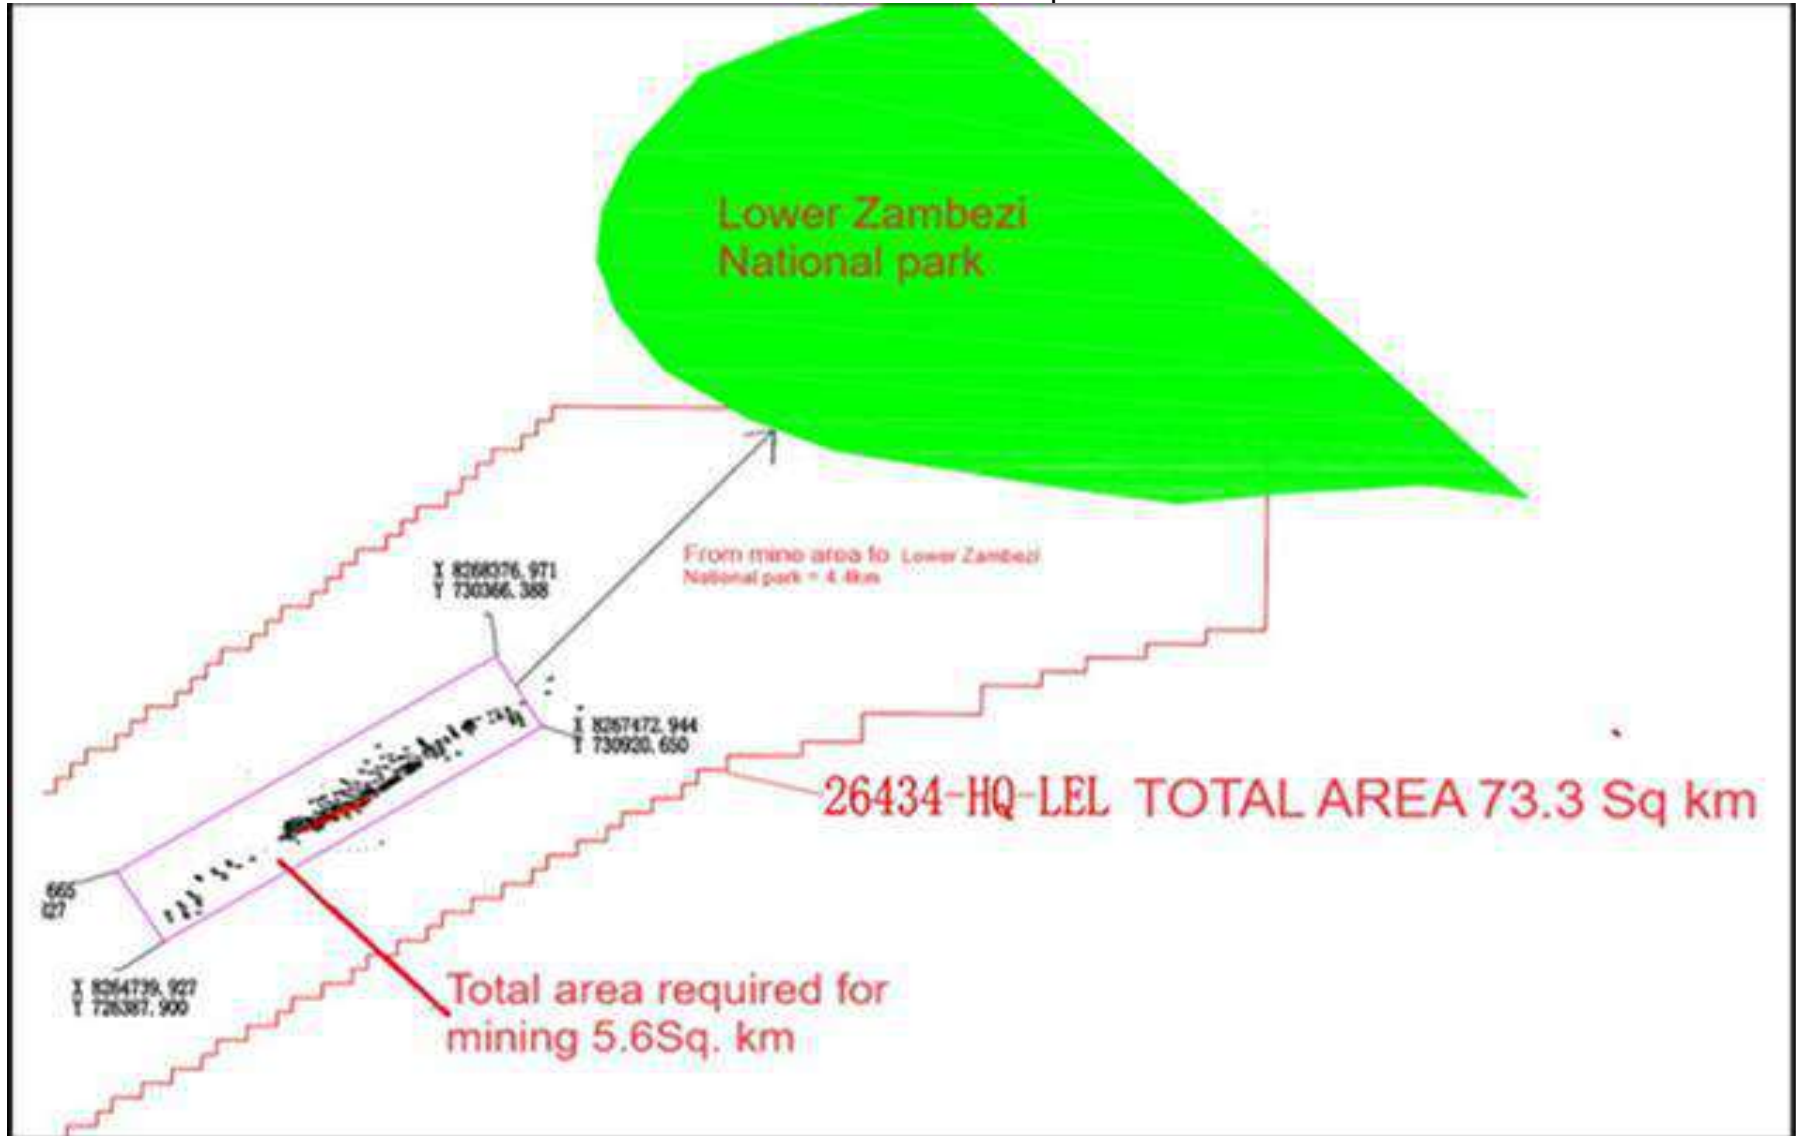 Lower Zambezi
National park
From mine area to Lower Zambezi
National park = 4.4km
X 8268376.971
Y 730366.388
X 8267472.944
Y 730920.650
26434-HQ-LEL TOTAL AREA 73.3 Sq km
665
X 8264739.927
Y 726387.900
Total area required for
mining 5.6Sq. km